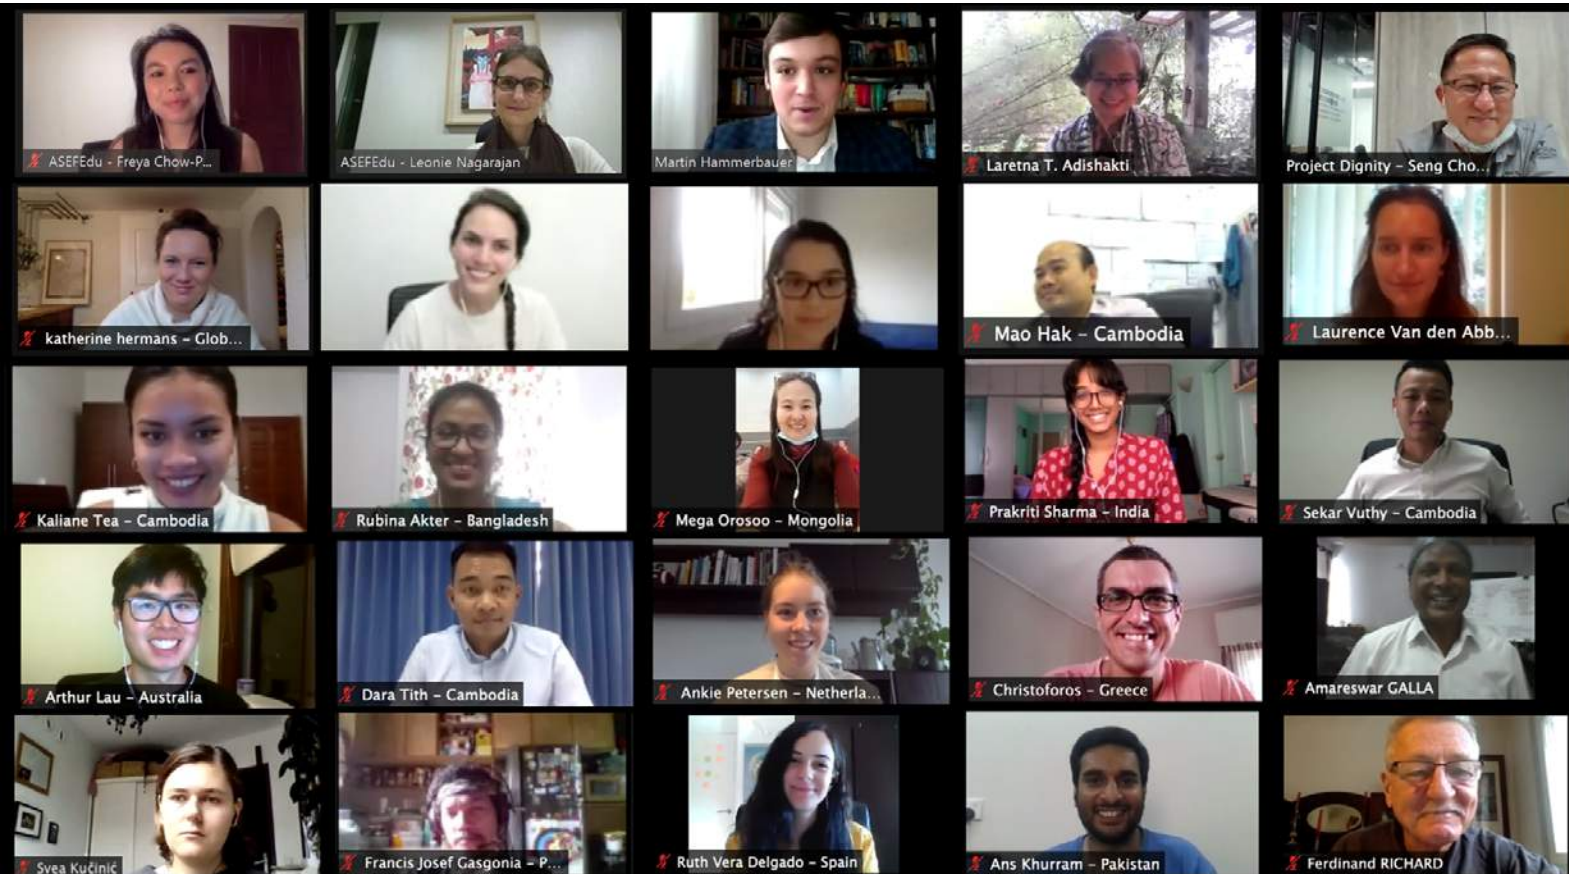 ASEFEdu - Freya Chow-P...
ASEFEdu - Leonie Nagarajan
Martin Hammerbauer
Laretna T. Adishakti
Project Dignity – Seng Cho...
katherine hermans – Glob...
Mao Hak – Cambodia
Laurence Van den Abb...
Kaliane Tea – Cambodia
Rubina Akter – Bangladesh
Mega Orosoo – Mongolia
Prakriti Sharma – India
Sekar Vuthy – Cambodia
Arthur Lau – Australia
Dara Tith – Cambodia
Ankie Petersen – Netherla...
Christoforos – Greece
Amareswar GALLA
Svea Kučinić
Francis Josef Gasgonia – P...
Ruth Vera Delgado – Spain
Ans Khurram – Pakistan
Ferdinand RICHARD